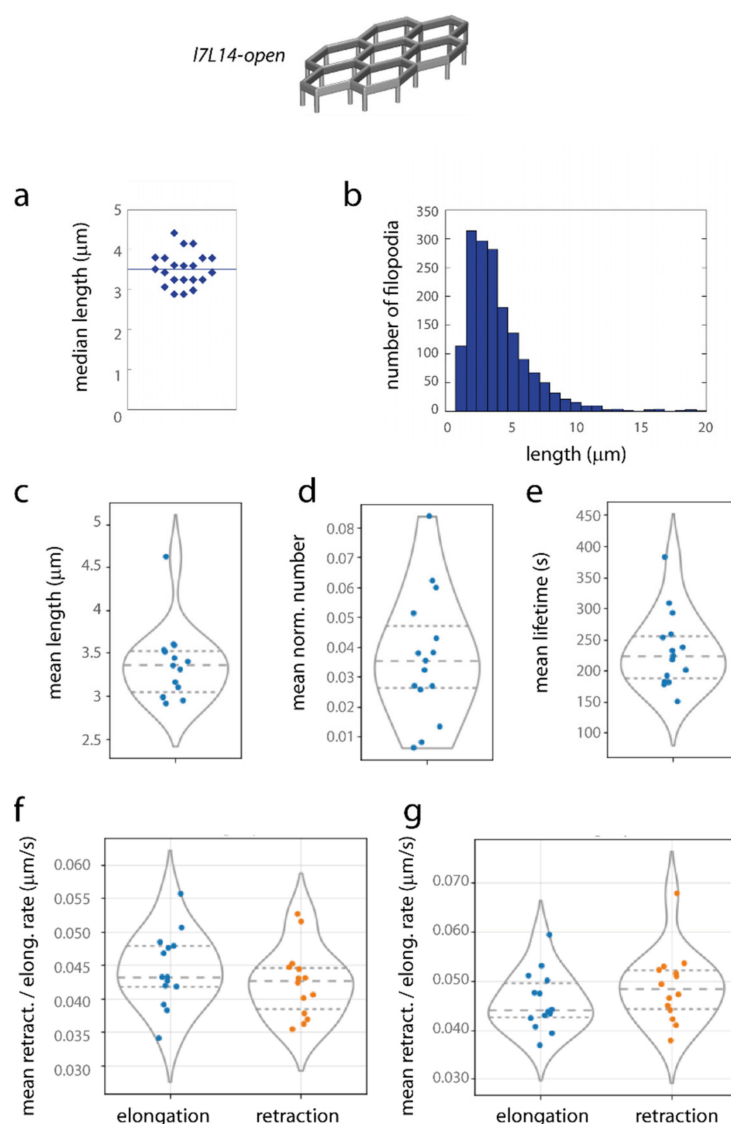 l7L14-open
a
median length (μm)
5
4
3
2
1
0
b
number of filopodia
350
300
250
200
150
100
50
0
0 5 10 15 20
length (μm)
c
mean length (μm)
5
4.5
4
3.5
3
2.5
d
mean norm. number
0.08
0.07
0.06
0.05
0.04
0.03
0.02
0.01
e
mean lifetime (s)
450
400
350
300
250
200
150
100
f
mean retract. / elong. rate (μm/s)
0.060
0.055
0.050
0.045
0.040
0.035
0.030
elongation retraction
g
mean retract. / elong. rate (μm/s)
0.070
0.060
0.050
0.040
0.030
elongation retraction